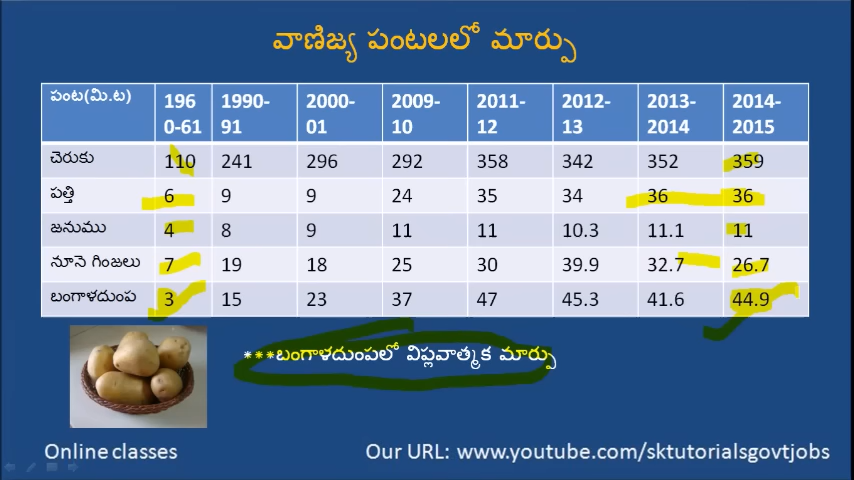 వాణిజ్య పంటలలో మార్పు
పంట(మి.ట) 1960-61 1990-91 2000-01 2009-10 2011-12 2012-13 2013-2014 2014-2015
చెరుకు 110 241 296 292 358 342 352 359
పత్తి 6 9 9 24 35 34 36 36
జనుము 4 8 9 11 11 10.3 11.1 11
నూనె గింజలు 7 19 18 25 30 39.9 32.7 26.7
బంగాళదుంప 3 15 23 37 47 45.3 41.6 44.9
***బంగాళదుంపలో విప్లవాత్మక మార్పు
Online classes Our URL: www.youtube.com/sktutorialsgovtjobs